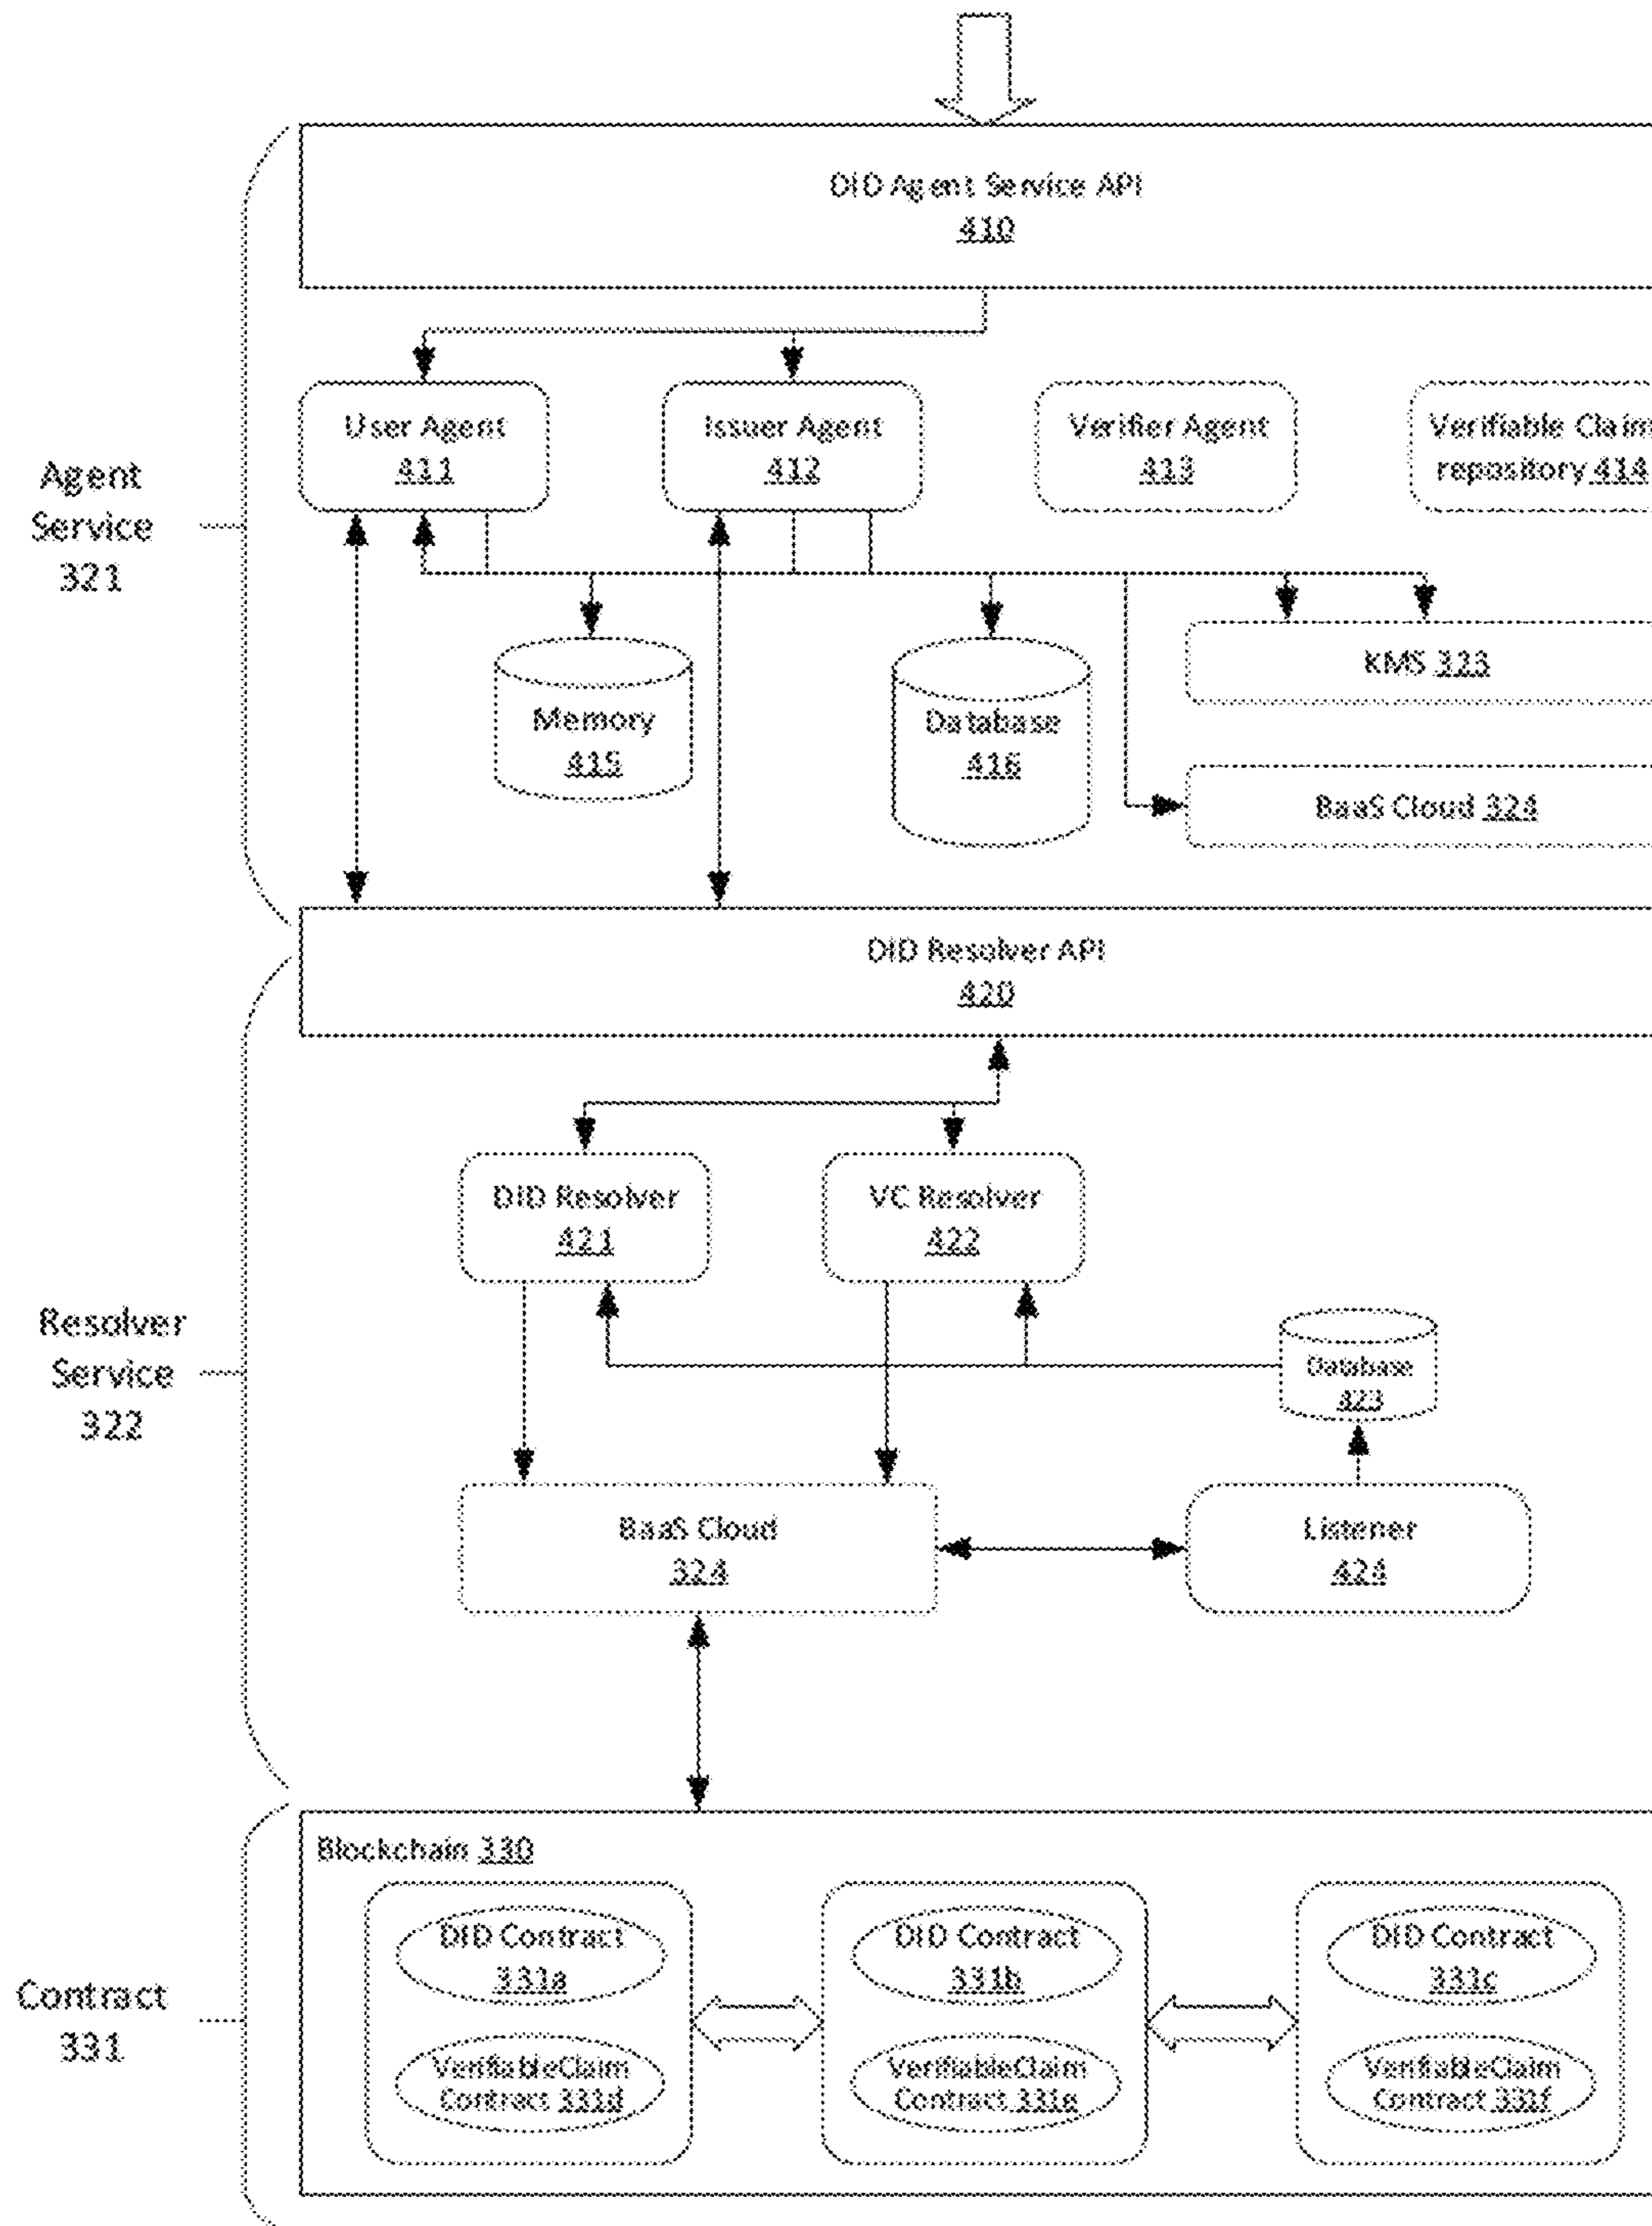 DID Agent Service API
410
User Agent
411
Issuer Agent
412
Verifier Agent
413
Verifiable Claim
repository 414
Agent
Service
321
KMS 323
Memory
415
Database
416
BaaS Cloud 324
DID Resolver API
420
DID Resolver
421
VC Resolver
422
Resolver
Service
322
Database
423
BaaS Cloud
324
Listener
424
Blockchain 330
DID Contract
331a
DID Contract
331b
DID Contract
331c
Contract
331
VerifiableClaim
Contract 331d
VerifiableClaim
Contract 331e
VerifiableClaim
Contract 331f